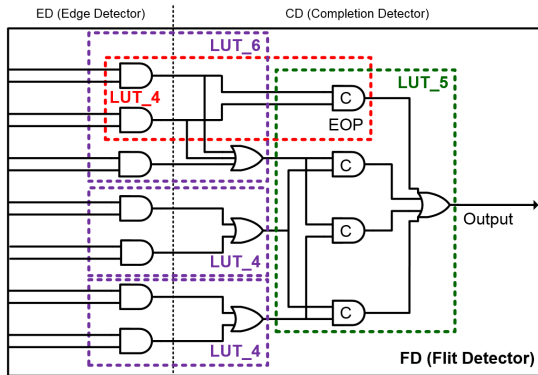 ED (Edge Detector)
CD (Completion Detector)
LUT_6
LUT_5
LUT_4
C
EOP
C
Output
C
LUT_4
C
LUT_4
FD (Flit Detector)